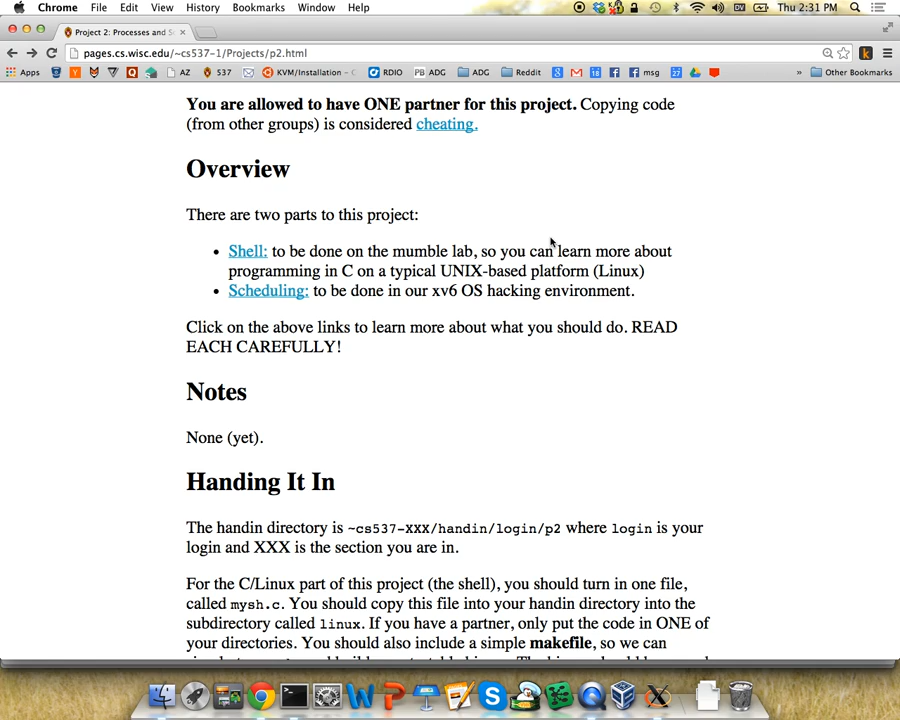 Chrome File Edit View History Bookmarks Window Help Thu 2:31 PM
Project 2: Processes and Sc
pages.cs.wisc.edu/~cs537-1/Projects/p2.html
Apps AZ 537 KVM/Installation - C RDIO PB ADG ADG Reddit msg » Other Bookmarks
You are allowed to have ONE partner for this project. Copying code
(from other groups) is considered cheating.
Overview
There are two parts to this project:
• Shell: to be done on the mumble lab, so you can learn more about
programming in C on a typical UNIX-based platform (Linux)
• Scheduling: to be done in our xv6 OS hacking environment.
Click on the above links to learn more about what you should do. READ
EACH CAREFULLY!
Notes
None (yet).
Handing It In
The handin directory is ~cs537-XXX/handin/login/p2 where login is your
login and XXX is the section you are in.
For the C/Linux part of this project (the shell), you should turn in one file,
called mysh.c. You should copy this file into your handin directory into the
subdirectory called linux. If you have a partner, only put the code in ONE of
your directories. You should also include a simple makefile, so we can